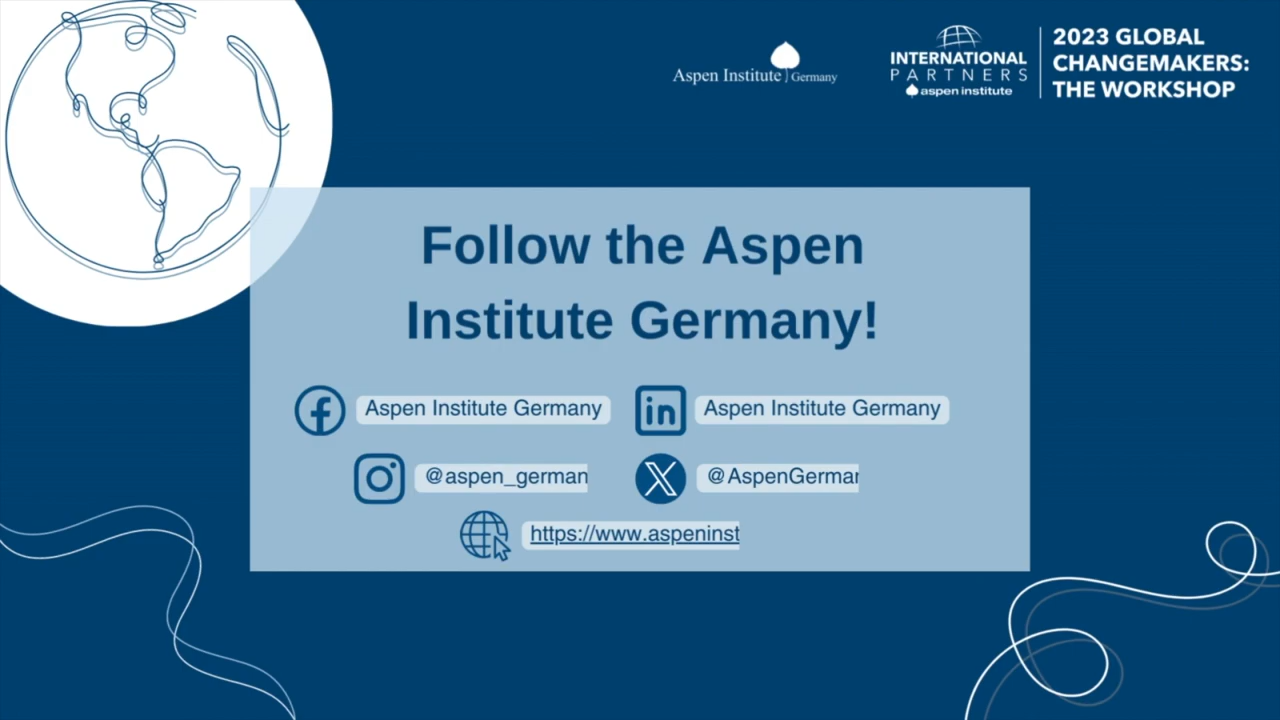 Aspen Institute Germany
INTERNATIONAL
PARTNERS
aspen institute
2023 GLOBAL
CHANGEMAKERS:
THE WORKSHOP
Follow the Aspen
Institute Germany!
Aspen Institute Germany
Aspen Institute Germany
@aspen_german
@AspenGerma
https://www.aspeninst